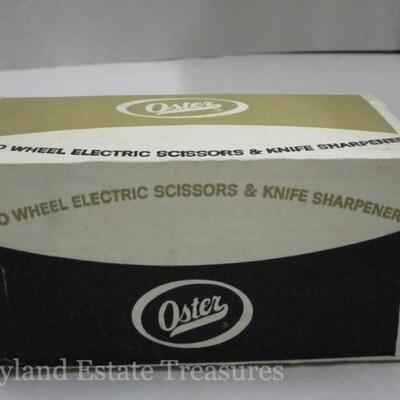 Oster
O WHEEL ELECTRIC SCISSORS & KNIFE SHARPENER
O WHEEL ELECTRIC SCISSORS & KNIFE SHARPENER
Oster
®
yland Estate Treasures